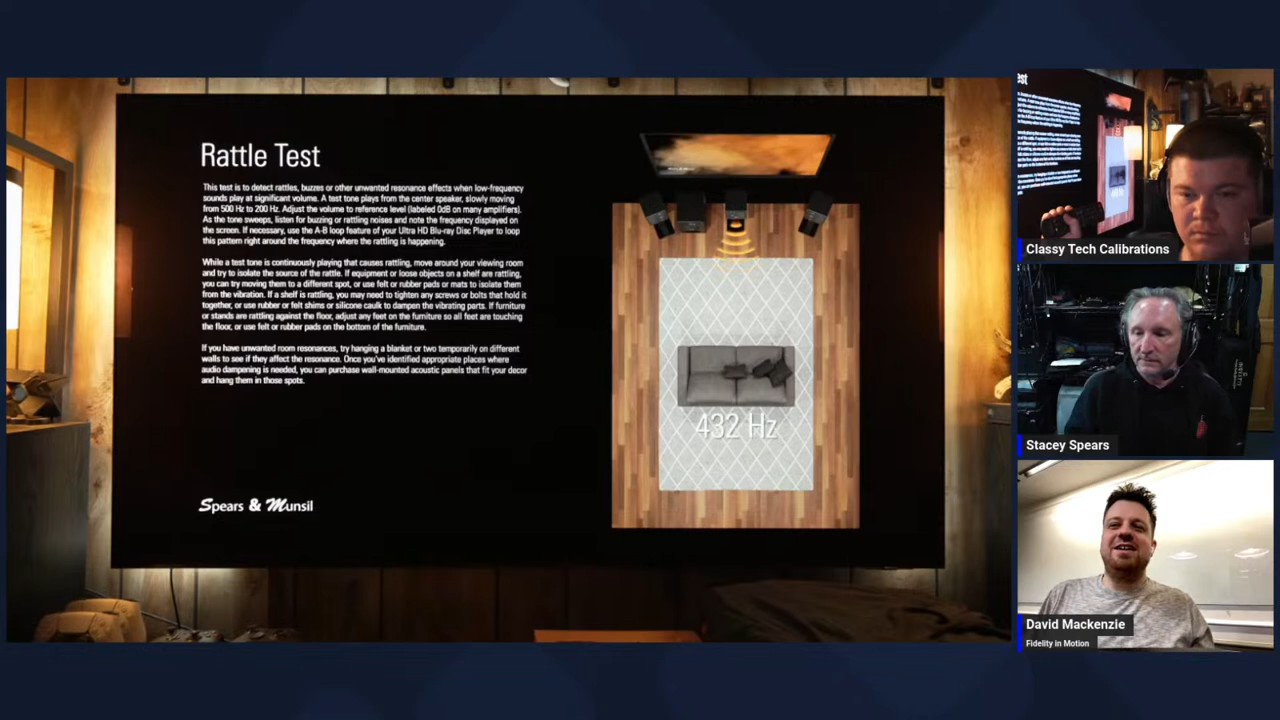 Rattle Test
This test is to detect rattles, buzzes or other unwanted resonance effects when low-frequency
sounds play at significant volume. A test tone plays from the center speaker, slowly moving
from 500 Hz to 200 Hz. Adjust the volume to reference level (labeled 0dB on many amplifiers).
As the tone sweeps, listen for buzzing or rattling noises and note the frequency displayed on
the screen. If necessary, use the A-B loop feature of your Ultra HD Blu-ray Disc Player to loop
this pattern right around the frequency where the rattling is happening.
While a test tone is continuously playing that causes rattling, move around your viewing room
and try to isolate the source of the rattle. If equipment or loose objects on a shelf are rattling,
you can try moving them to a different spot, or use felt or rubber pads or mats to isolate them
from the vibration. If a shelf is rattling, you may need to tighten any screws or bolts that hold it
together, or use rubber or felt shims or silicone caulk to dampen the vibrating parts. If furniture
or stands are rattling against the floor, adjust any feet on the furniture so all feet are touching
the floor, or use felt or rubber pads on the bottom of the furniture.
If you have unwanted room resonances, try hanging a blanket or two temporarily on different
walls to see if they affect the resonance. Once you've identified appropriate places where
audio dampening is needed, you can purchase wall-mounted acoustic panels that fit your decor
and hang them in those spots.
Spears & Munsil
432 Hz
est
Classy Tech Calibrations
Stacey Spears
David Mackenzie
Fidelity in Motion